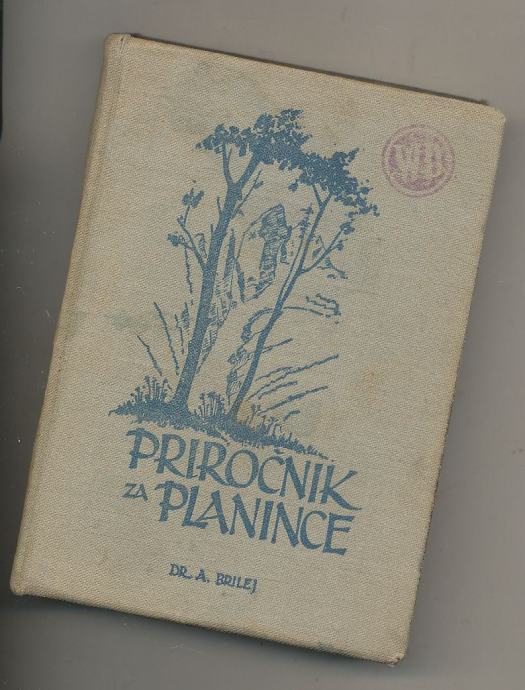 PRIROČNIK
ZA PLANINCE
DR. A. BRILEJ